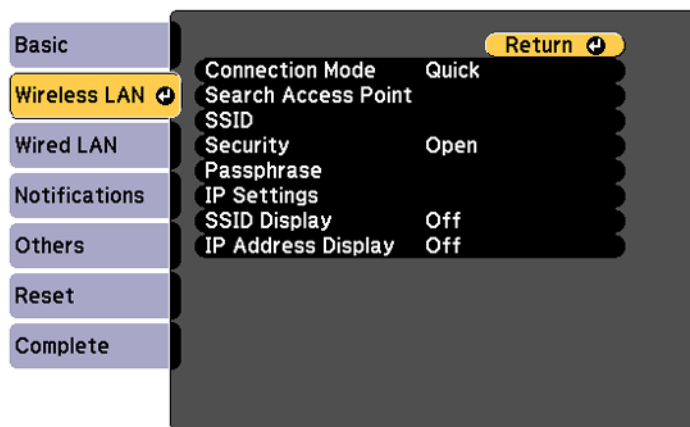 Basic
Wireless LAN
Wired LAN
Notifications
Others
Reset
Complete
Return
Connection Mode Quick
Search Access Point
SSID
Security Open
Passphrase
IP Settings
SSID Display Off
IP Address Display Off